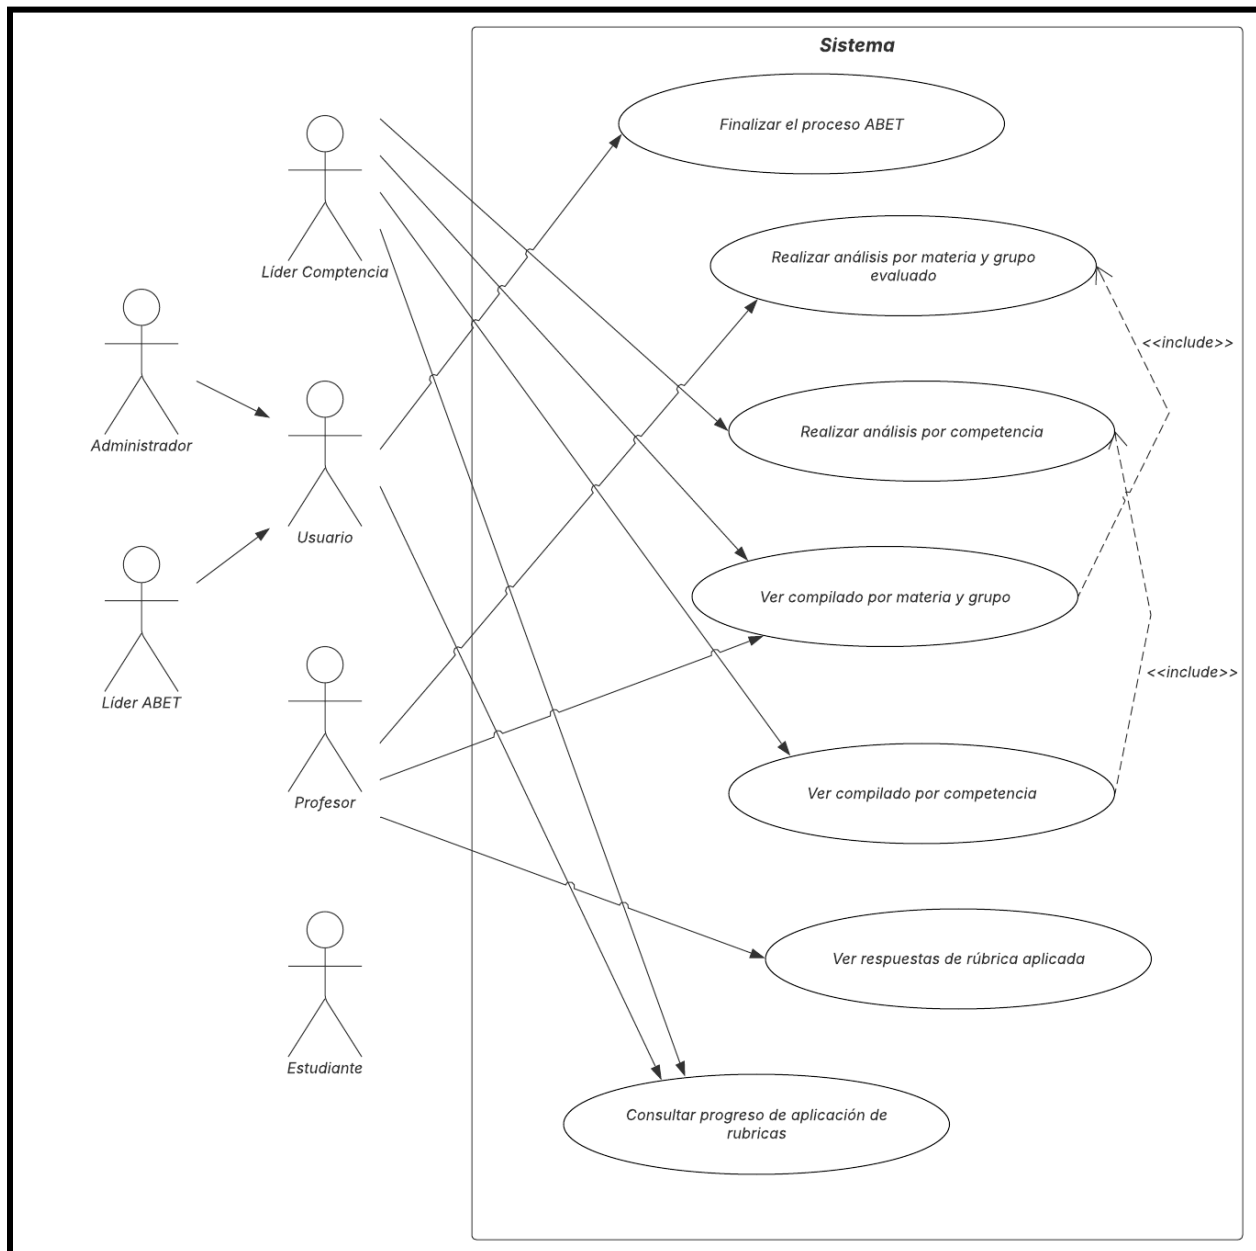 Sistema
Finalizar el proceso ABET
Realizar análisis por materia y grupo
evaluado
Líder Comptencia
<<include>>
Administrador
Realizar análisis por competencia
Usuario
Ver compilado por materia y grupo
Líder ABET
<<include>>
Profesor
Ver compilado por competencia
Ver respuestas de rúbrica aplicada
Estudiante
Consultar progreso de aplicación de
rubricas